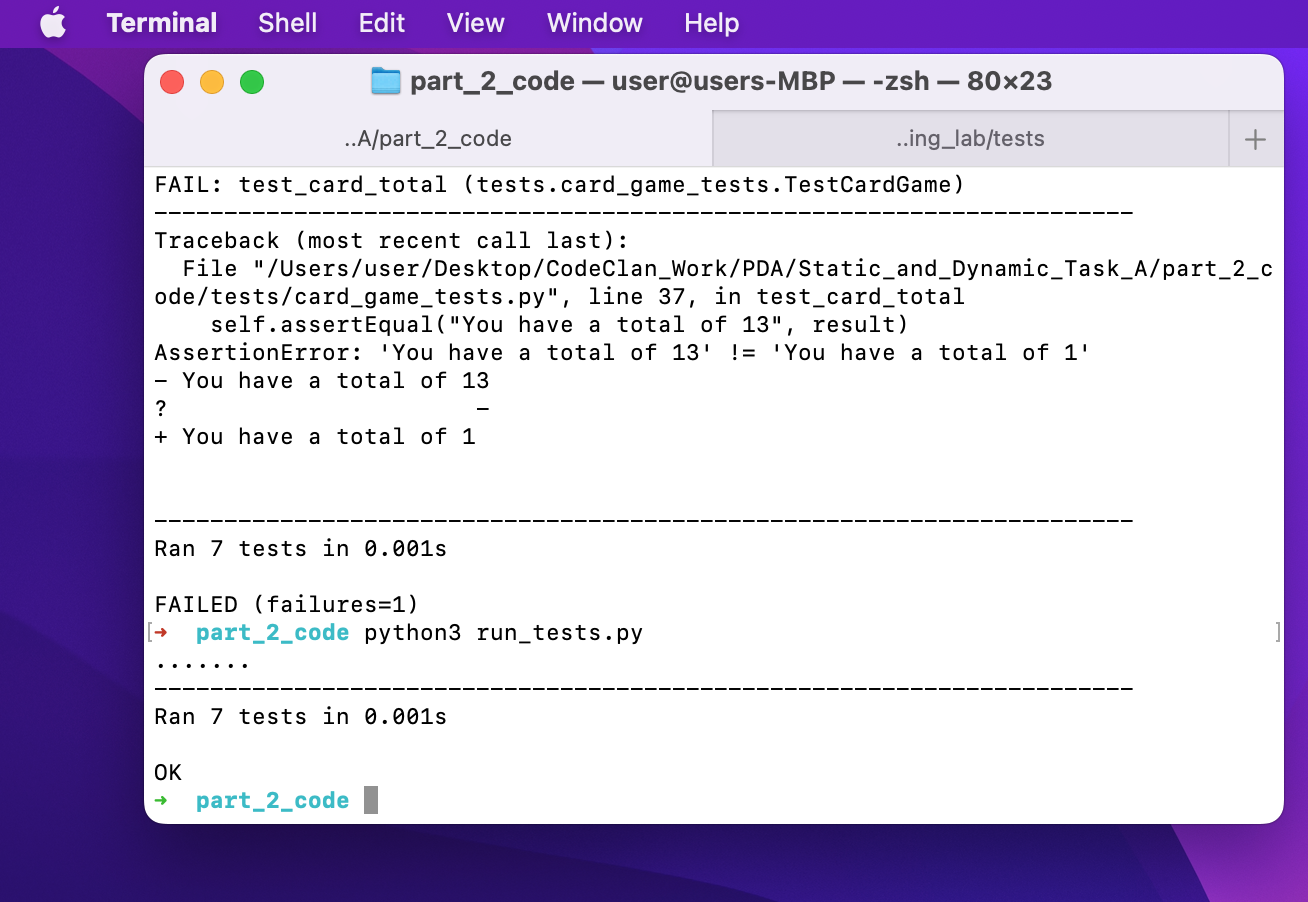 Terminal Shell Edit View Window Help
part_2_code — user@users-MBP — -zsh — 80×23
..A/part_2_code ..ing_lab/tests +
FAIL: test_card_total (tests.card_game_tests.TestCardGame)
----------------------------------------------------------------------
Traceback (most recent call last):
  File "/Users/user/Desktop/CodeClan_Work/PDA/Static_and_Dynamic_Task_A/part_2_c
ode/tests/card_game_tests.py", line 37, in test_card_total
    self.assertEqual("You have a total of 13", result)
AssertionError: 'You have a total of 13' != 'You have a total of 1'
- You have a total of 13
?                      -
+ You have a total of 1
----------------------------------------------------------------------
Ran 7 tests in 0.001s
FAILED (failures=1)
[➜  part_2_code python3 run_tests.py ]
.......
----------------------------------------------------------------------
Ran 7 tests in 0.001s
OK
➜  part_2_code